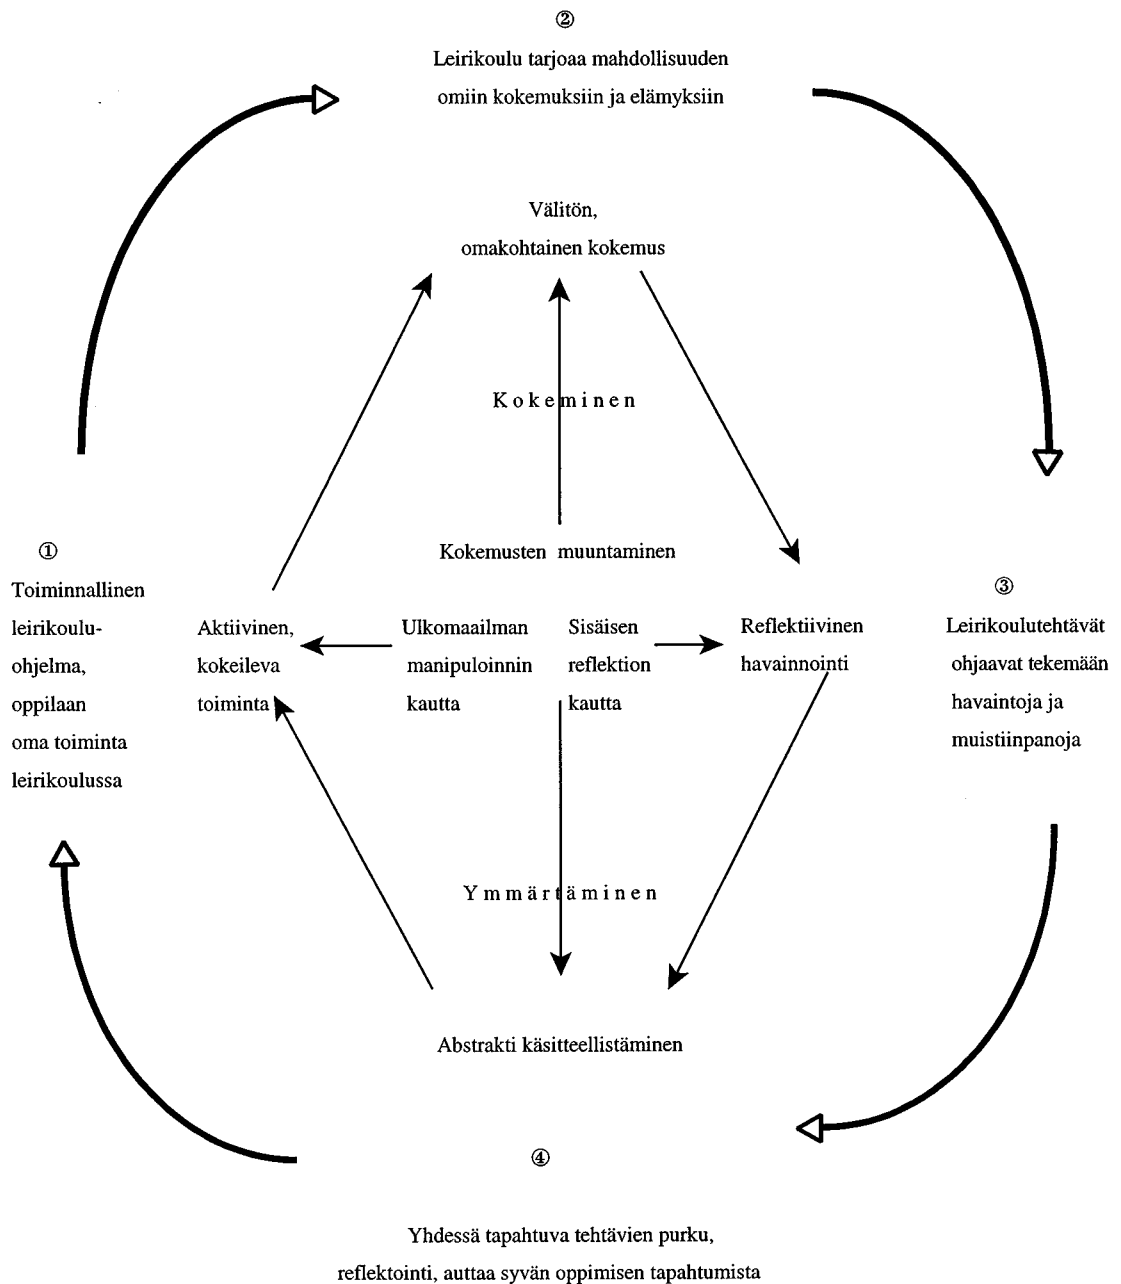 ②
Leirikoulu tarjoaa mahdollisuuden
omiin kokemuksiin ja elämyksiin
Välitön,
omakohtainen kokemus
Kokeminen
Kokemusten muuntaminen
①
Toiminnallinen
leirikoulu-
ohjelma,
oppilaan
oma toiminta
leirikoulussa
Aktiivinen,
kokeileva
toiminta
Ulkomaailman
manipuloinnin
kautta
Sisäisen
reflektion
kautta
Reflektiivinen
havainnointi
③
Leirikoulutehtävät
ohjaavat tekemään
havaintoja ja
muistiinpanoja
Ymmärtäminen
Abstrakti käsitteellistäminen
④
Yhdessä tapahtuva tehtävien purku,
reflektointi, auttaa syvän oppimisen tapahtumista